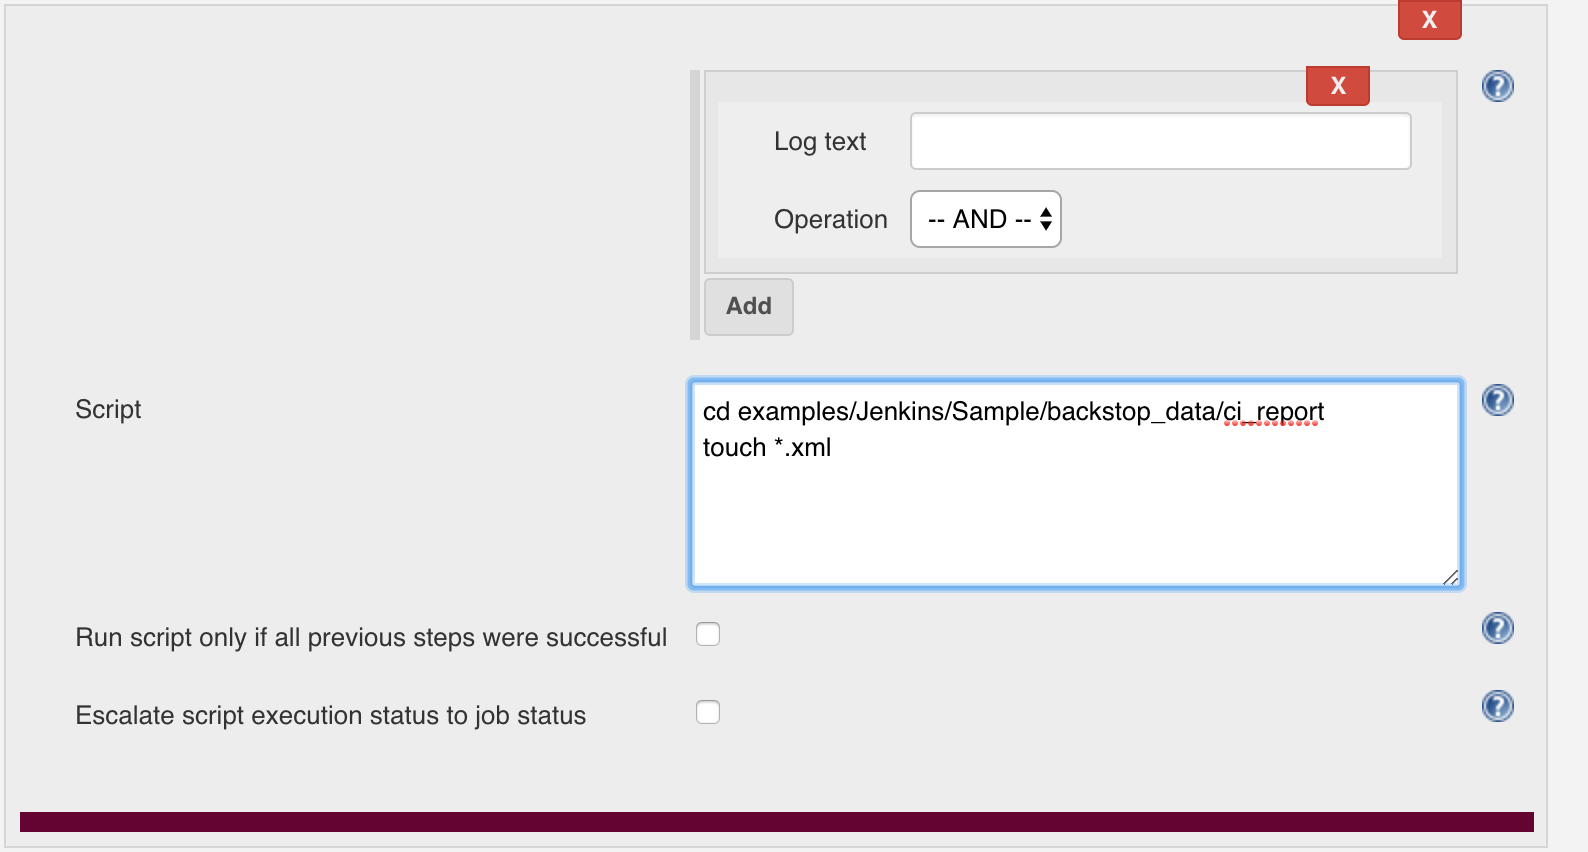 X
X
?
Log text
Operation
-- AND --
Add
Script
cd examples/Jenkins/Sample/backstop_data/ci_report
touch *.xml
?
Run script only if all previous steps were successful
?
Escalate script execution status to job status
?